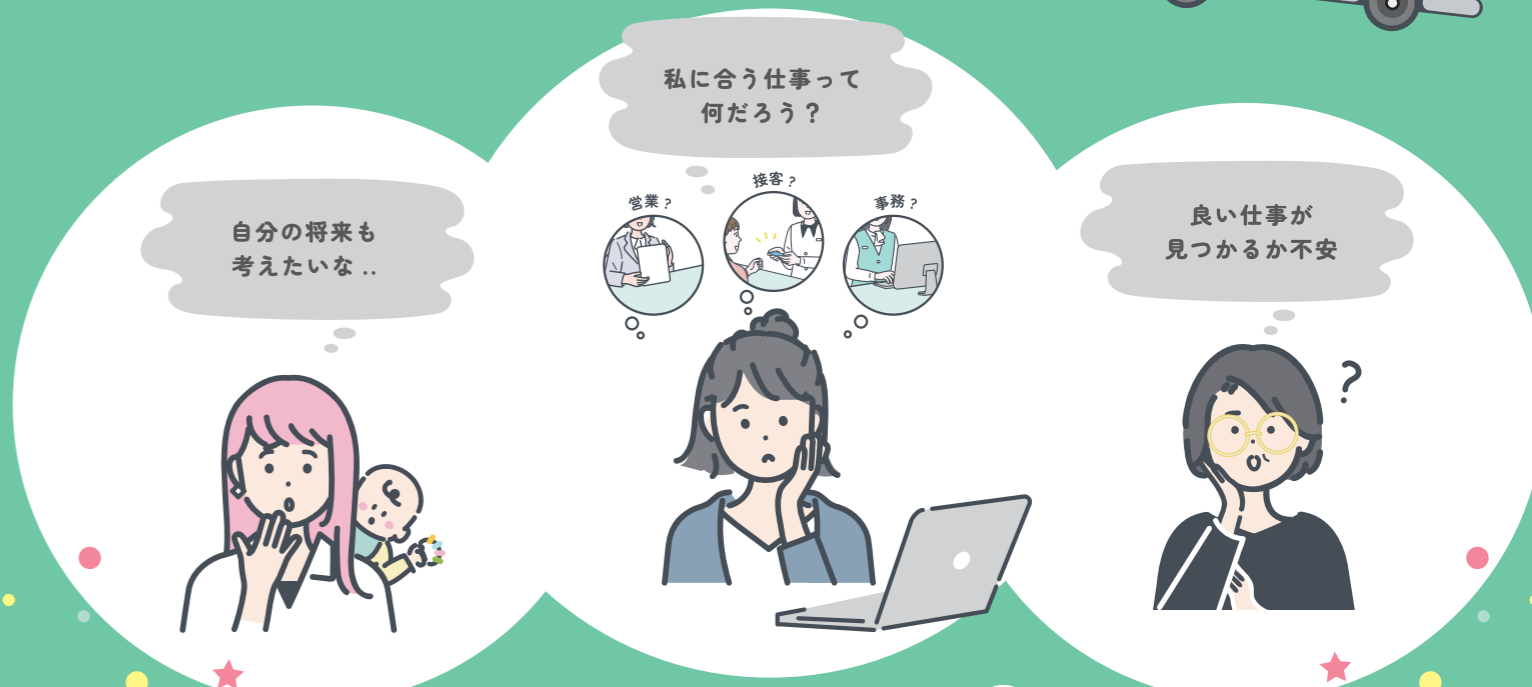 私に合う仕事って
何だろう？
営業？
接客？
事務？
自分の将来も
考えたいな ..
良い仕事が
見つかるか不安
?